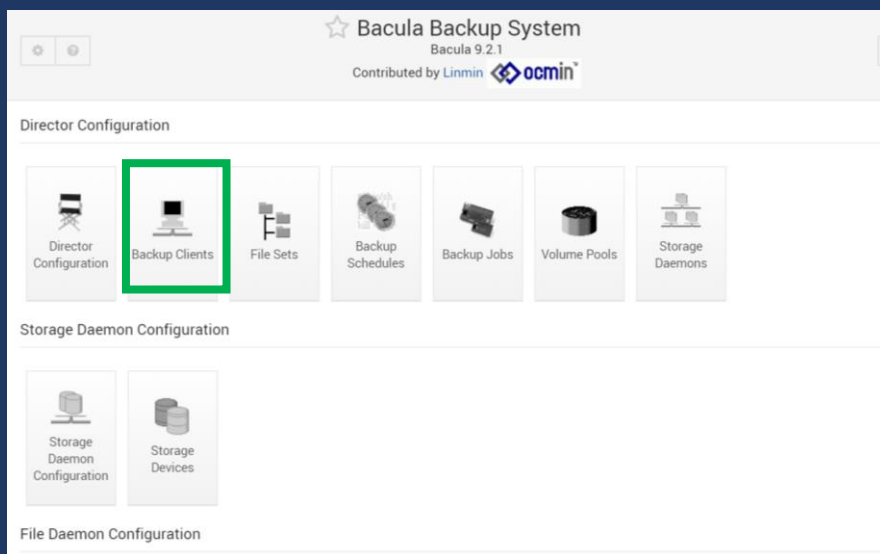 Bacula Backup System
Bacula 9.2.1
Contributed by Linmin ocmin™
Director Configuration
Director
Configuration
Backup Clients
File Sets
Backup
Schedules
Backup Jobs
Volume Pools
Storage
Daemons
Storage Daemon Configuration
Storage
Daemon
Configuration
Storage
Devices
File Daemon Configuration